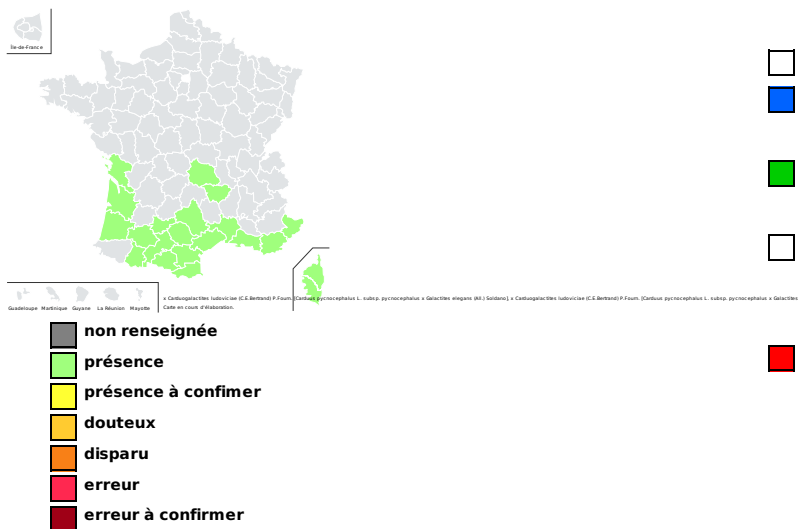 Île-de-France
Guadeloupe Martinique Guyane La Réunion Mayotte
x Carduogalactites ludoviciae (C.E.Bertrand) P.Fourn. [Carduus pycnocephalus L. subsp. pycnocephalus x Galactites elegans (All.) Soldano], x Carduogalactites ludoviciae (C.E.Bertrand) P.Fourn. [Carduus pycnocephalus L. subsp. pycnocephalus x Galactites
Carte en cours d'élaboration.
non renseignée
présence
présence à confimer
douteux
disparu
erreur
erreur à confirmer